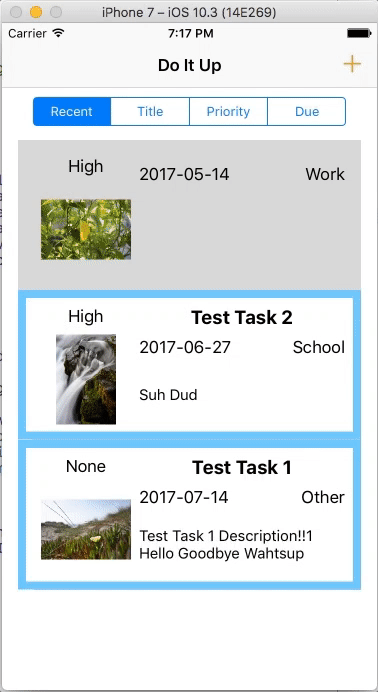 iPhone 7 – iOS 10.3 (14E269)
Carrier 7:17 PM
Do It Up
Recent Title Priority Due
High
2017-05-14 Work
High Test Task 2
2017-06-27 School
Suh Dud
None Test Task 1
2017-07-14 Other
Test Task 1 Description!!1
Hello Goodbye Wahtsup